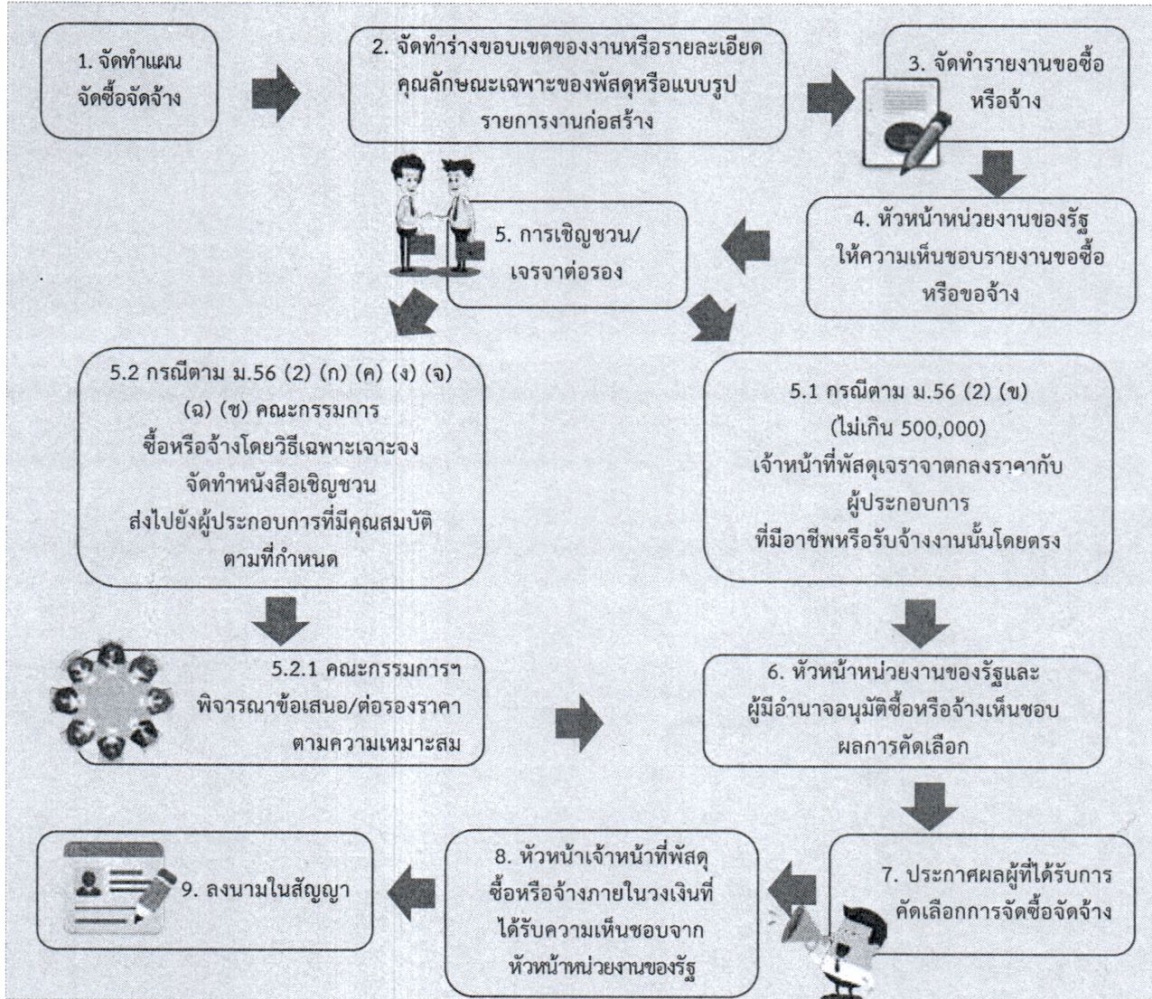 1. จัดทำแผน
จัดซื้อจัดจ้าง
2. จัดทำร่างขอบเขตของงานหรือรายละเอียด
คุณลักษณะเฉพาะของพัสดุหรือแบบรูป
รายการงานก่อสร้าง
3. จัดทำรายงานขอซื้อ
หรือจ้าง
4. หัวหน้าหน่วยงานของรัฐ
ให้ความเห็นชอบรายงานขอซื้อ
หรือขอจ้าง
5. การเชิญชวน/
เจรจาต่อรอง
5.2 กรณีตาม ม.56 (2) (ก) (ค) (ง) (จ)
(ฉ) (ช) คณะกรรมการ
ซื้อหรือจ้างโดยวิธีเฉพาะเจาะจง
จัดทำหนังสือเชิญชวน
ส่งไปยังผู้ประกอบการที่มีคุณสมบัติ
ตามที่กำหนด
5.1 กรณีตาม ม.56 (2) (ข)
(ไม่เกิน 500,000)
เจ้าหน้าที่พัสดุเจราจาตกลงราคากับ
ผู้ประกอบการ
ที่มีอาชีพหรือรับจ้างงานนั้นโดยตรง
5.2.1 คณะกรรมการฯ
พิจารณาข้อเสนอ/ต่อรองราคา
ตามความเหมาะสม
6. หัวหน้าหน่วยงานของรัฐและ
ผู้มีอำนาจอนุมัติซื้อหรือจ้างเห็นชอบ
ผลการคัดเลือก
7. ประกาศผลผู้ที่ได้รับการ
คัดเลือกการจัดซื้อจัดจ้าง
8. หัวหน้าเจ้าหน้าที่พัสดุ
ซื้อหรือจ้างภายในวงเงินที่
ได้รับความเห็นชอบจาก
หัวหน้าหน่วยงานของรัฐ
9. ลงนามในสัญญา